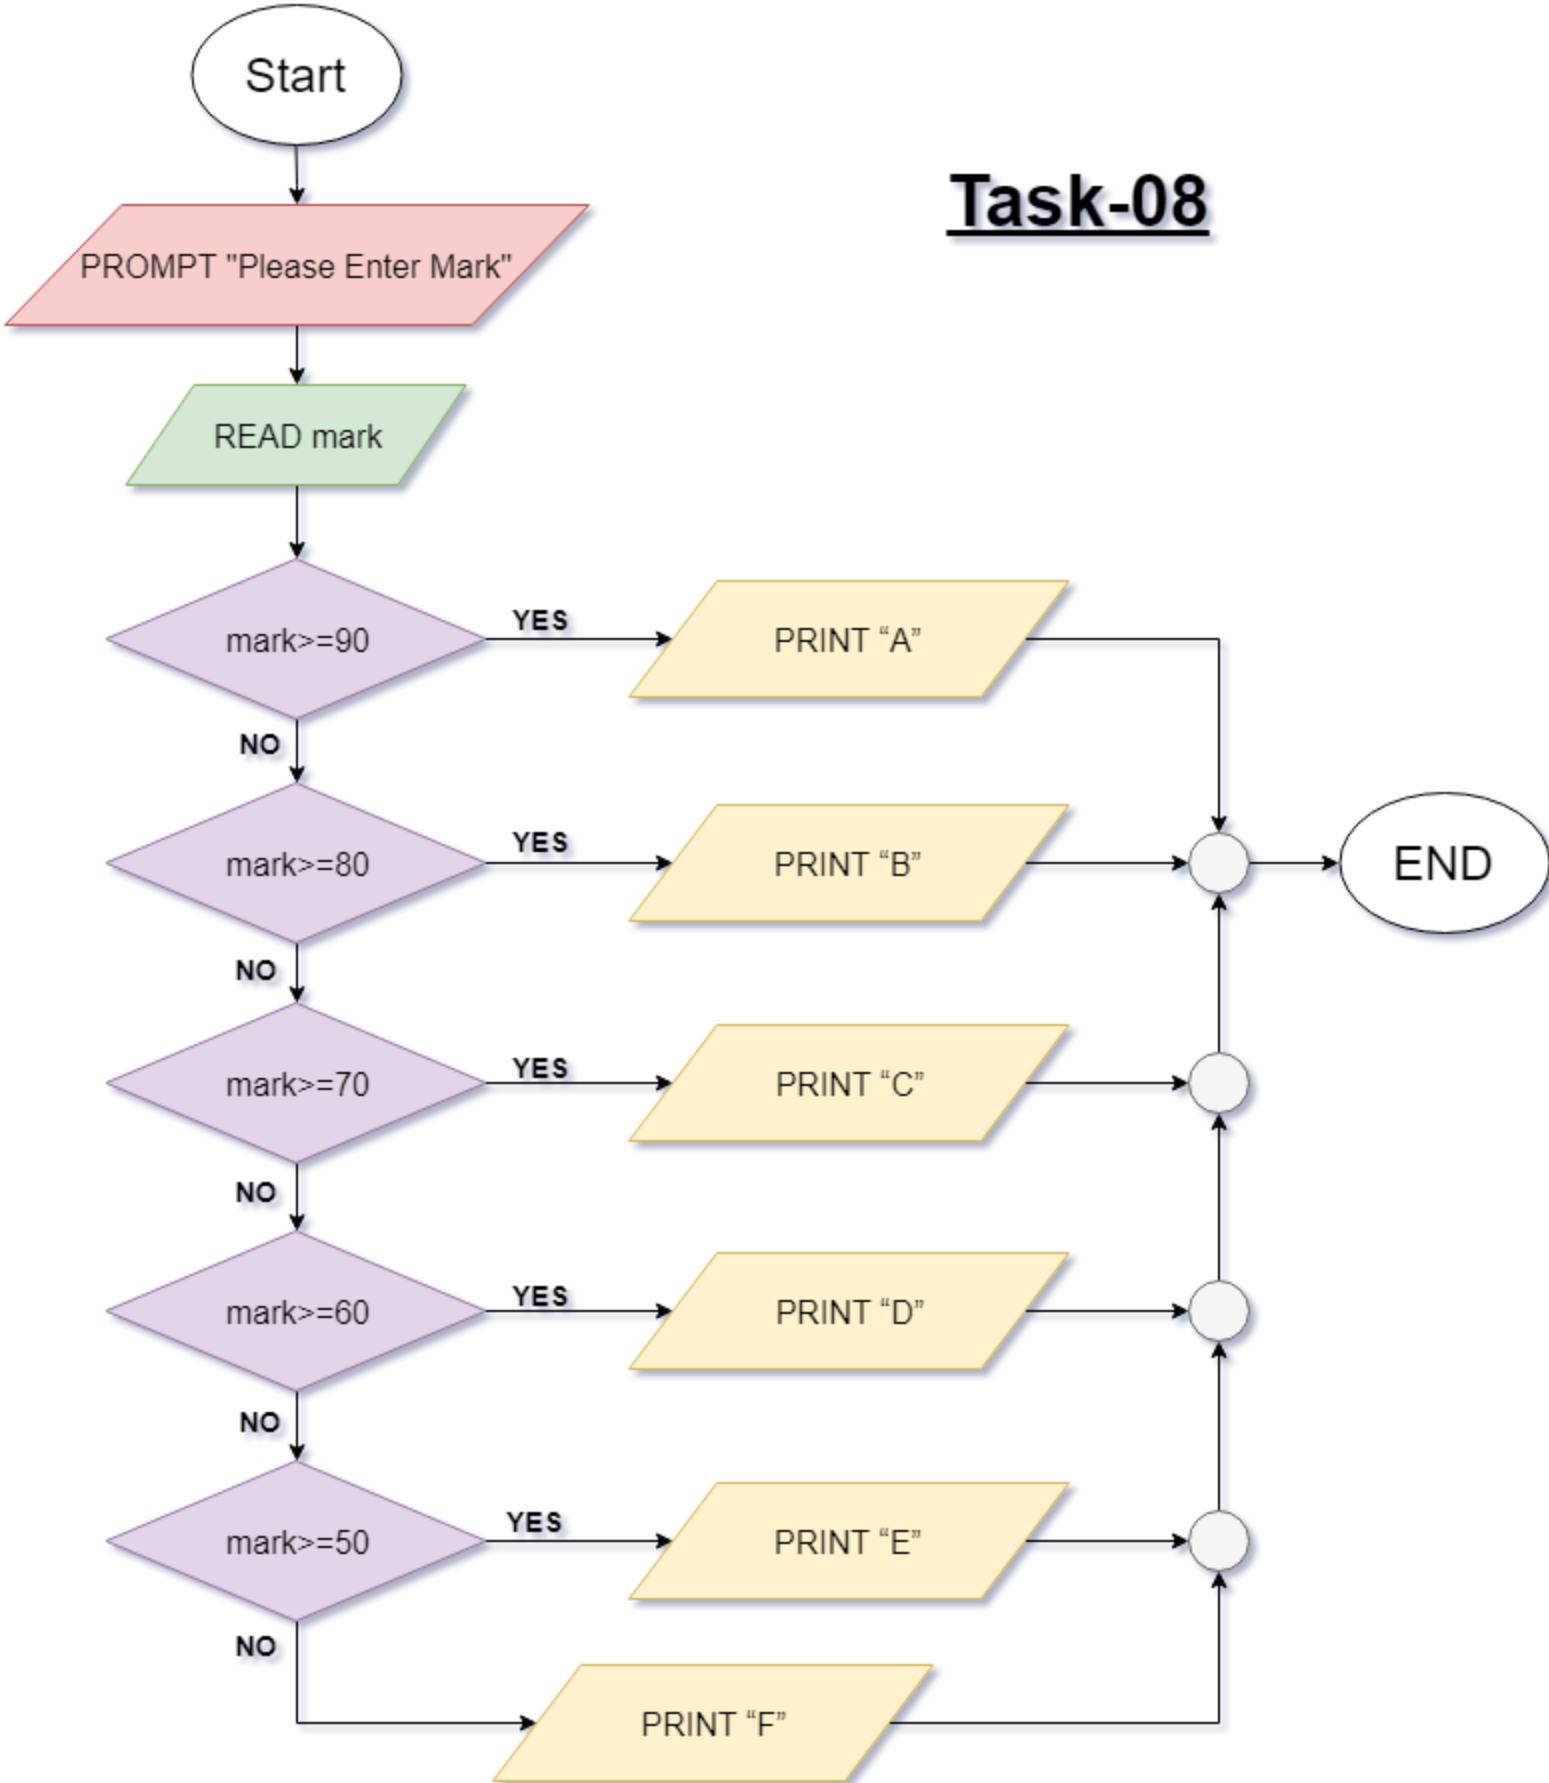 Start
Task-08
PROMPT "Please Enter Mark"
READ mark
mark>=90
YES
PRINT “A”
NO
mark>=80
YES
PRINT “B”
END
NO
mark>=70
YES
PRINT “C”
NO
mark>=60
YES
PRINT “D”
NO
mark>=50
YES
PRINT “E”
NO
PRINT “F”